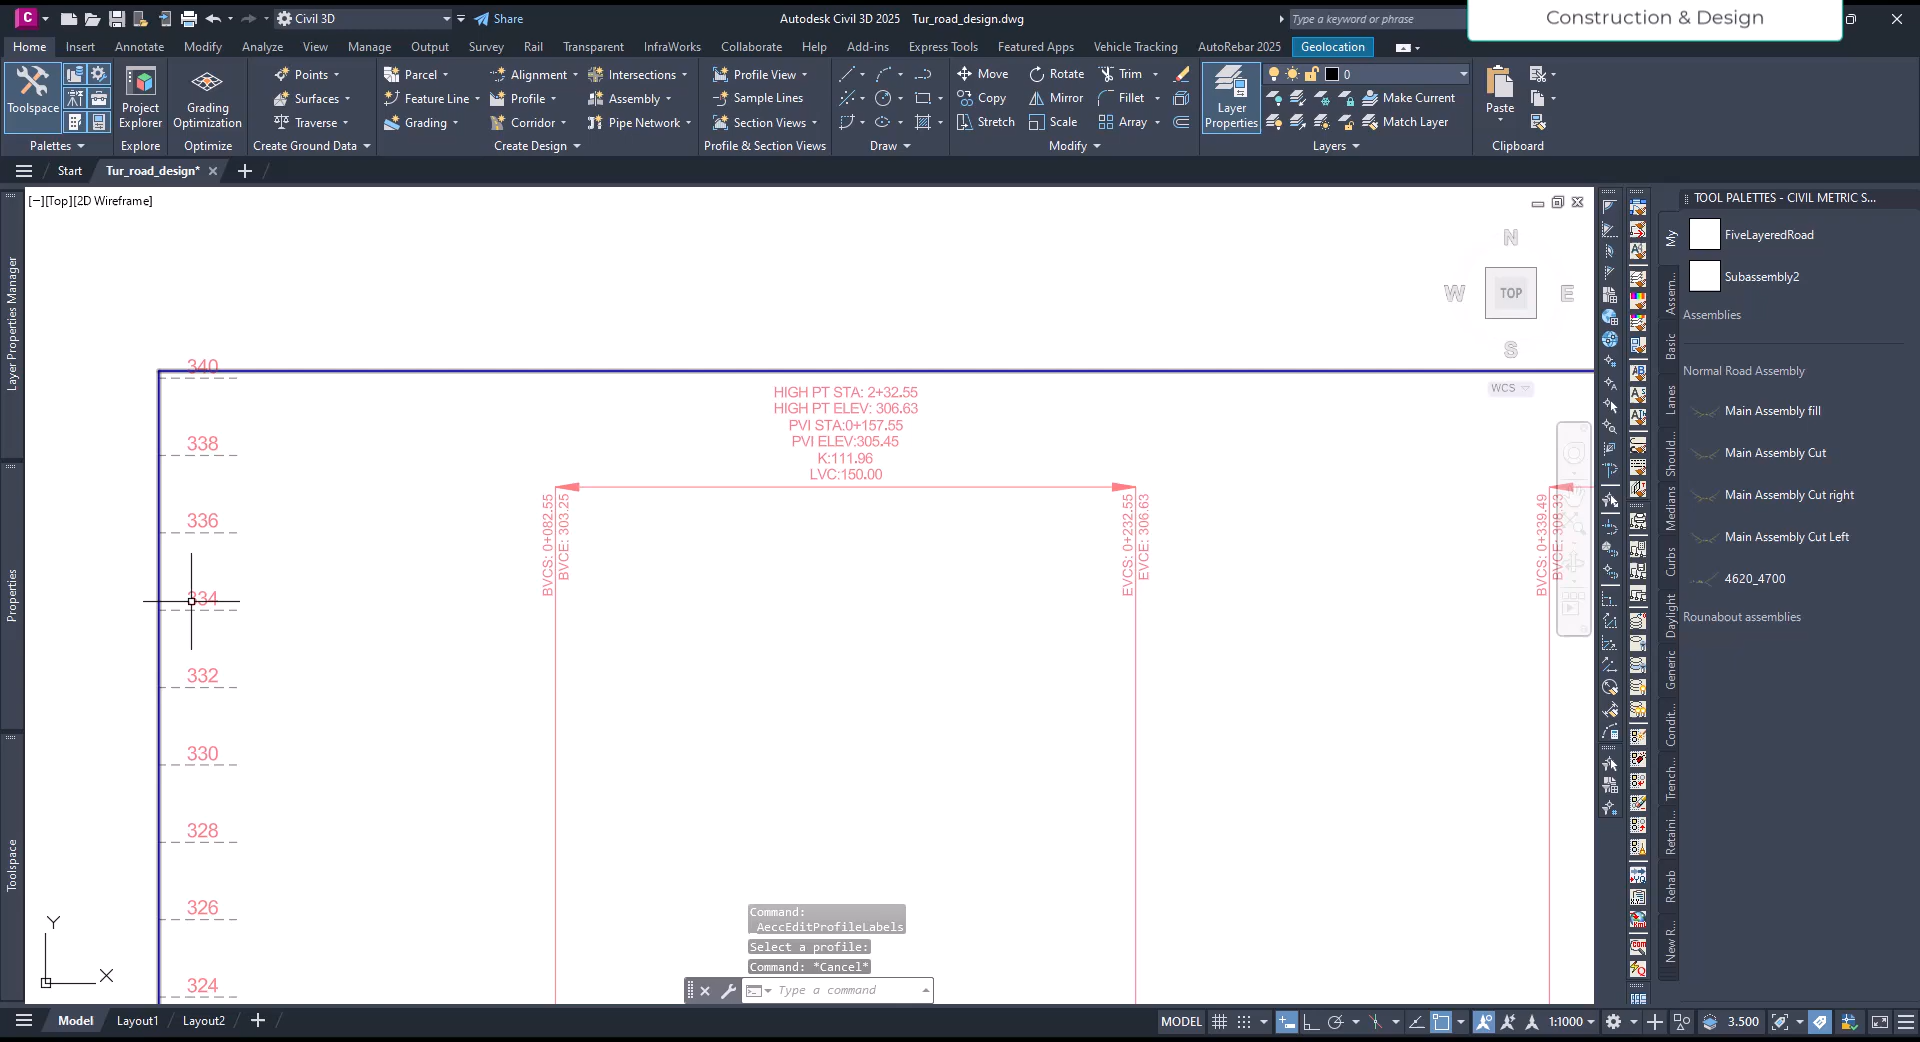 Civil 3D
Share
Autodesk Civil 3D 2025 Tur_road_design.dwg
Type a keyword or phrase
Construction & Design
Home Insert Annotate Modify Analyze View Manage Output Survey Rail Transparent InfraWorks Collaborate Help Add-ins Express Tools Featured Apps Vehicle Tracking AutoRebar 2025 Geolocation
Toolspace
Palettes
Project Explorer
Explore
Grading Optimization
Optimize
Points
Surfaces
Traverse
Create Ground Data
Parcel
Feature Line
Grading
Alignment
Profile
Corridor
Intersections
Assembly
Pipe Network
Create Design
Profile View
Sample Lines
Section Views
Profile & Section Views
Draw
Move
Copy
Stretch
Rotate
Mirror
Scale
Trim
Fillet
Array
Modify
Layer Properties
0
Make Current
Match Layer
Layers
Paste
Clipboard
Start
Tur_road_design*
[−][Top][2D Wireframe]
Layer Properties Manager
Properties
Toolspace
N
W
TOP
E
S
WCS
340
338
336
334
332
330
328
326
324
HIGH PT STA: 2+32.55
HIGH PT ELEV: 306.63
PVI STA:0+157.55
PVI ELEV:305.45
K:111.96
LVC:150.00
BVCS: 0+082.55
BVCE: 303.25
EVCS: 0+232.55
EVCE: 306.63
BVCS: 0+339.49
BVCE: 308.33
Y
X
Command:
_AeccEditProfileLabels
Select a profile:
Command: *Cancel*
Type a command
TOOL PALETTES - CIVIL METRIC S...
My
Assem...
Basic
Lanes
Should...
Medians
Curbs
Daylight
Generic
Condit...
Trench...
Retaini...
Rehab
New R...
FiveLayeredRoad
Subassembly2
Assemblies
Normal Road Assembly
Main Assembly fill
Main Assembly Cut
Main Assembly Cut right
Main Assembly Cut Left
4620_4700
Rounabout assemblies
Model
Layout1
Layout2
MODEL
1:1000
3.500